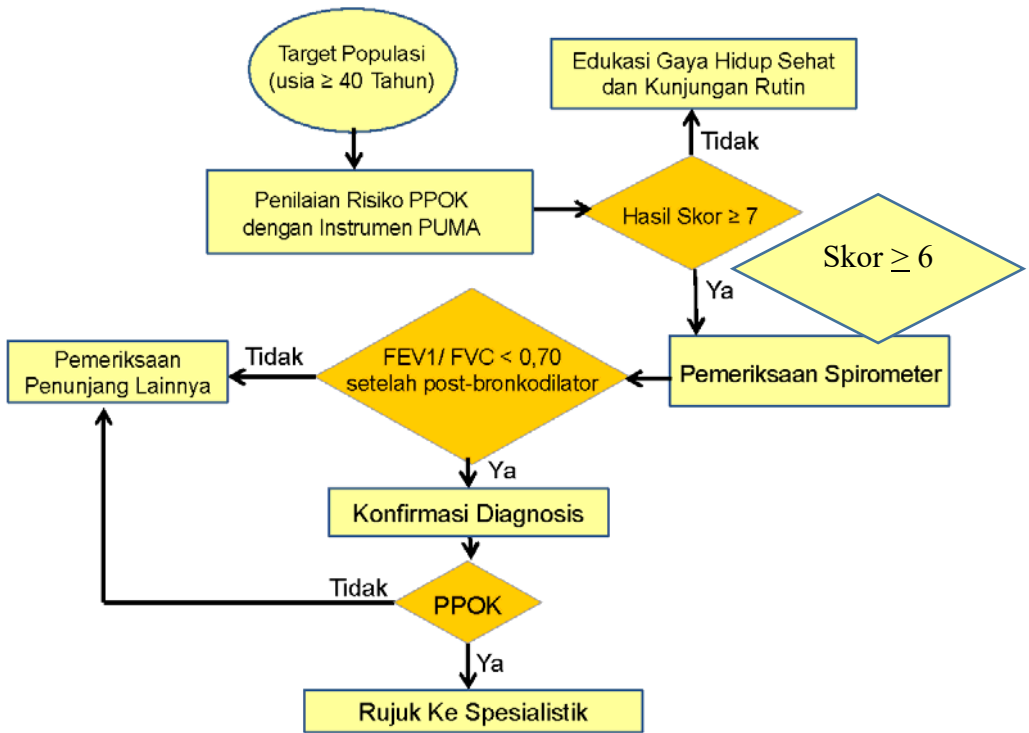 Target Populasi
(usia ≥ 40 Tahun)
Edukasi Gaya Hidup Sehat
dan Kunjungan Rutin
Tidak
Penilaian Risiko PPOK
dengan Instrumen PUMA
Hasil Skor ≥ 7
Skor ≥ 6
Ya
Pemeriksaan Spirometer
FEV1/ FVC < 0,70
setelah post-bronkodilator
Tidak
Pemeriksaan
Penunjang Lainnya
Ya
Konfirmasi Diagnosis
Tidak
PPOK
Ya
Rujuk Ke Spesialistik